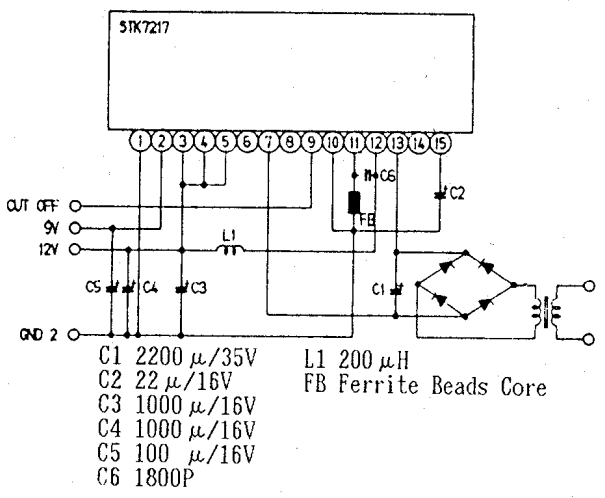 STK7217
1 2 3 4 5 6 7 8 9 10 11 12 13 14 15
C6
CUT OFF
C2
FB
9V
L1
12V
C5 C4 C3 C1
GND 2
C1 2200 μ/35V L1 200 μH
C2 22 μ/16V FB Ferrite Beads Core
C3 1000 μ/16V
C4 1000 μ/16V
C5 100 μ/16V
C6 1800P